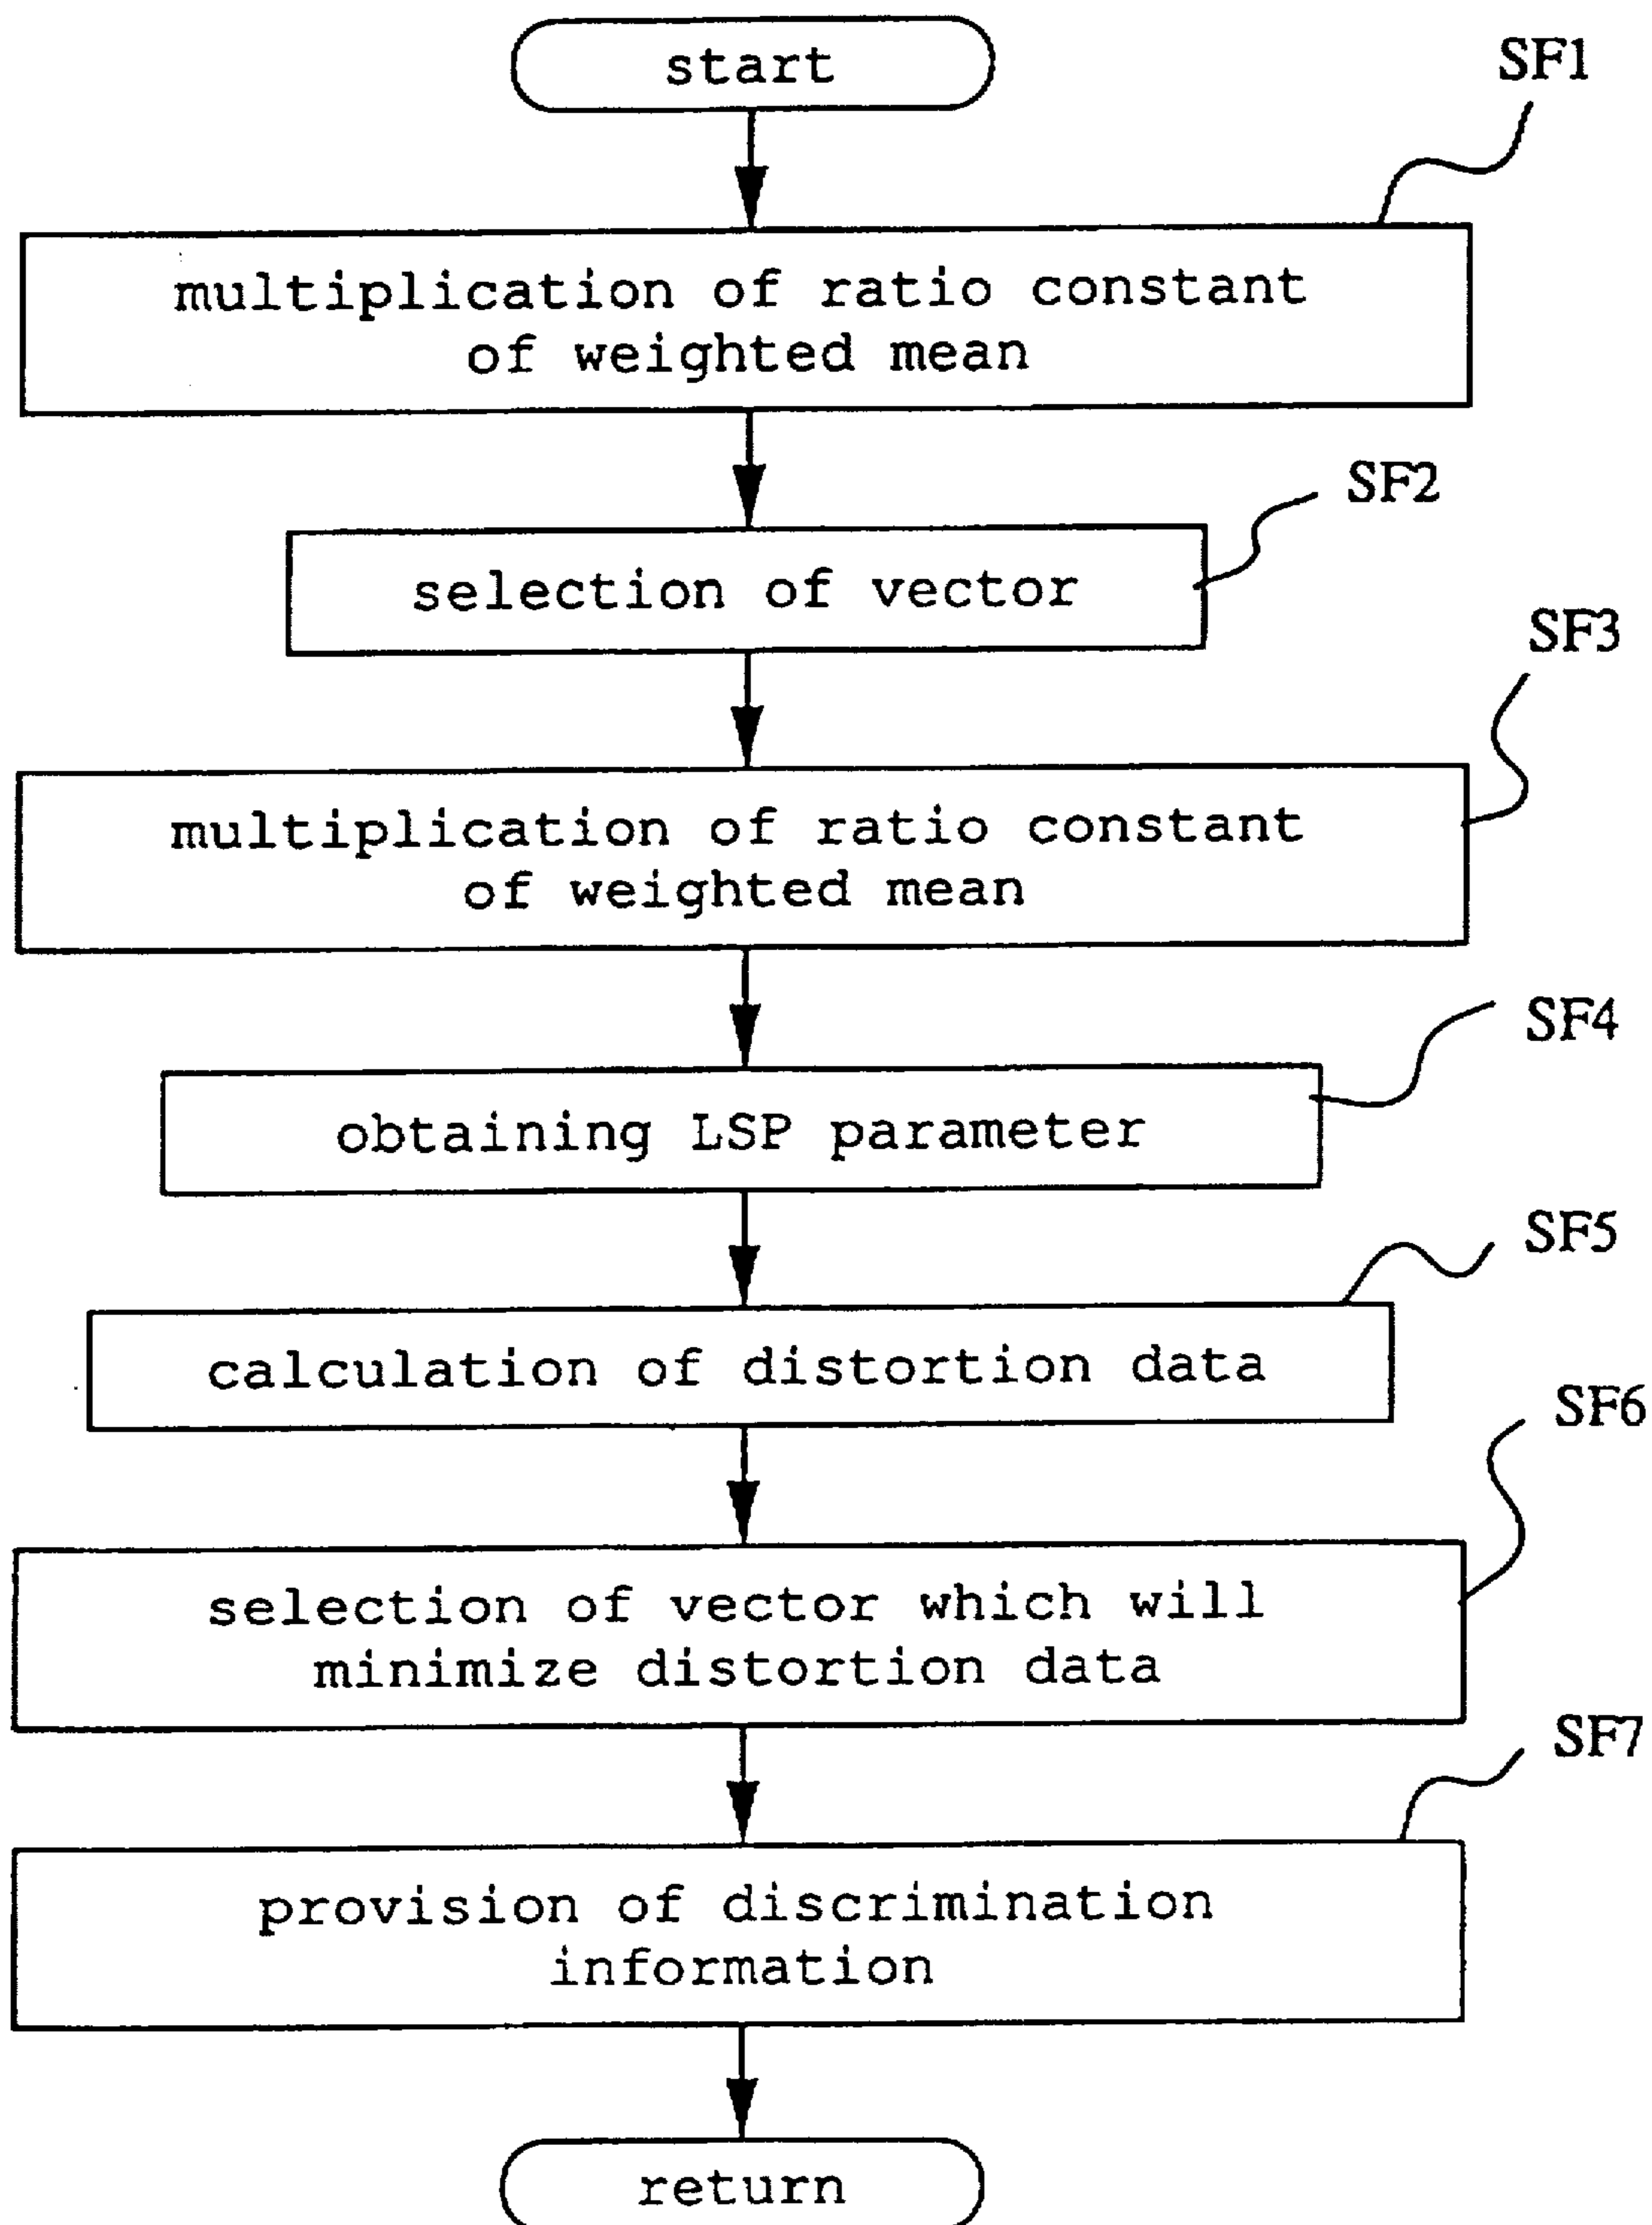 start
SF1
multiplication of ratio constant
of weighted mean
SF2
selection of vector
SF3
multiplication of ratio constant
of weighted mean
SF4
obtaining LSP parameter
SF5
calculation of distortion data
SF6
selection of vector which will
minimize distortion data
SF7
provision of discrimination
information
return